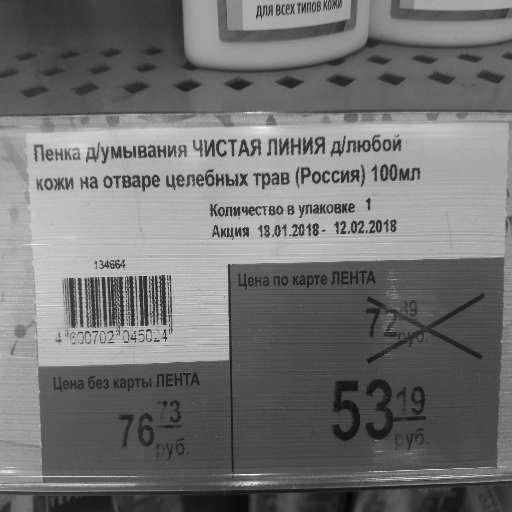 ДЛЯ ВСЕХ ТИПОВ КОЖИ
Пенка д/умывания ЧИСТАЯ ЛИНИЯ д/любой
кожи на отваре целебных трав (Россия) 100мл
Количество в упаковке 1
Акция 18.01.2018 - 12.02.2018
134664
4 600702 045024
Цена по карте ЛЕНТА
72 89
руб.
53 19
руб.
Цена без карты ЛЕНТА
76 73
руб.